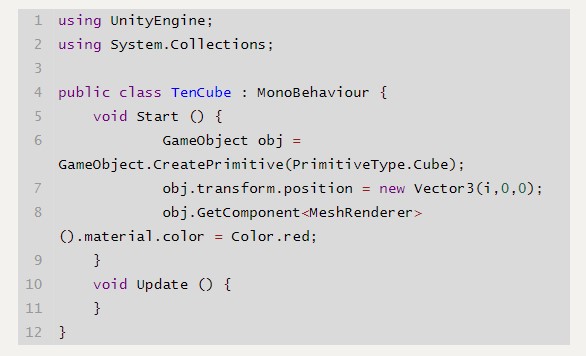 1 using UnityEngine;
2 using System.Collections;
3
4 public class TenCube : MonoBehaviour {
5     void Start () {
6             GameObject obj =
GameObject.CreatePrimitive(PrimitiveType.Cube);
7             obj.transform.position = new Vector3(i,0,0);
8             obj.GetComponent<MeshRenderer>
().material.color = Color.red;
9     }
10     void Update () {
11     }
12 }